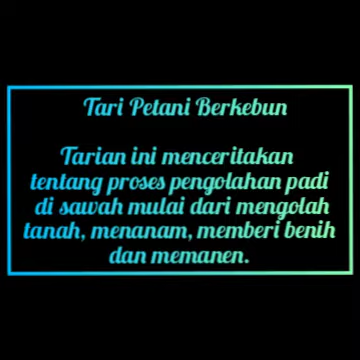 Tari Petani Berkebun
Tarian ini menceritakan
tentang proses pengolahan padi
di sawah mulai dari mengolah
tanah, menanam, memberi benih
dan memanen.